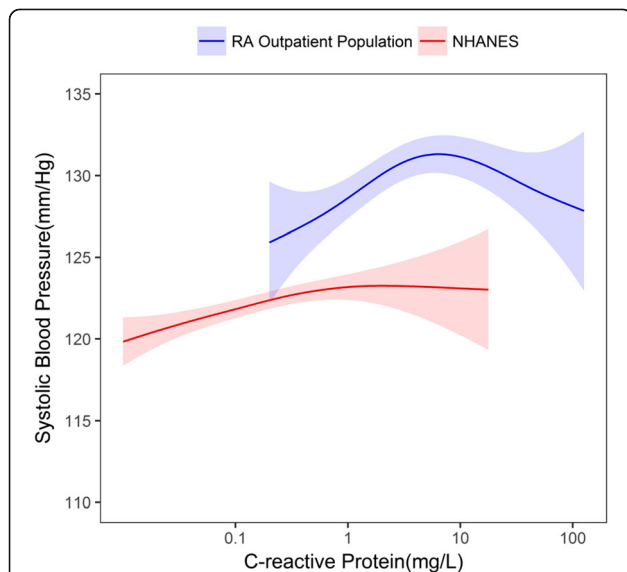 RA Outpatient Population NHANES
135
130
125
120
115
110
Systolic Blood Pressure(mm/Hg)
0.1 1 10 100
C-reactive Protein(mg/L)